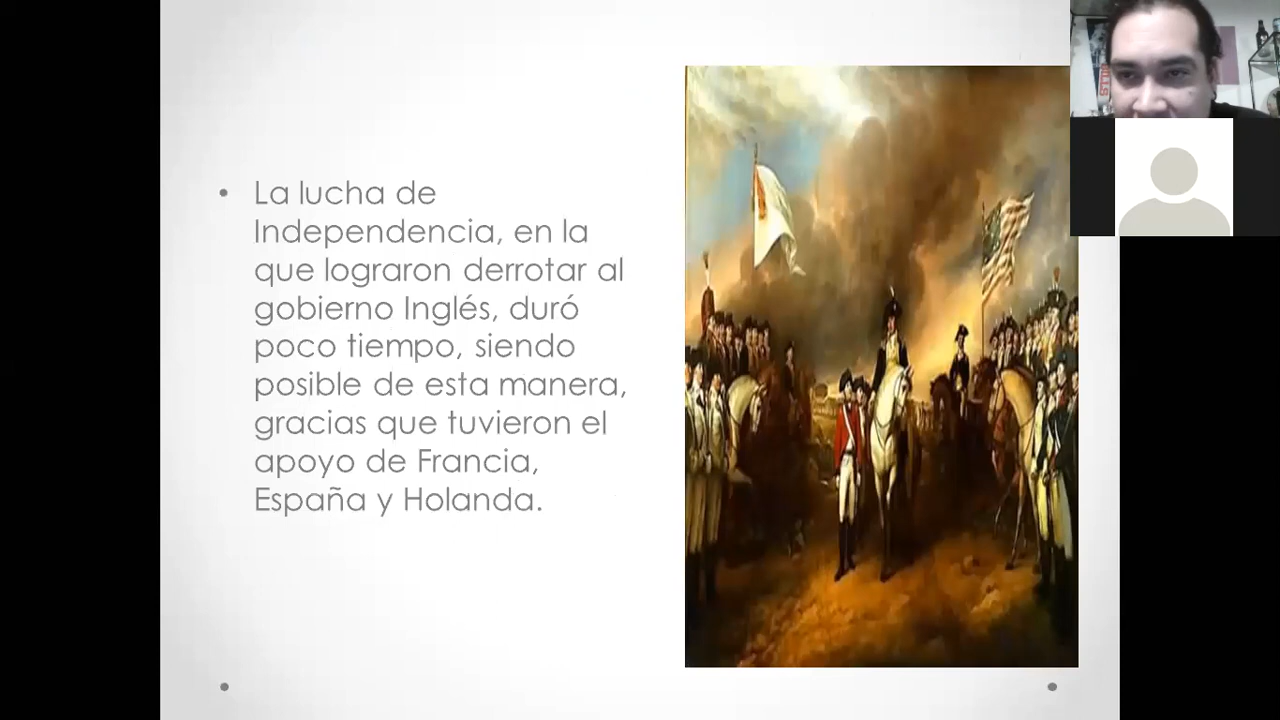 • La lucha de
Independencia, en la
que lograron derrotar al
gobierno Inglés, duró
poco tiempo, siendo
posible de esta manera,
gracias que tuvieron el
apoyo de Francia,
España y Holanda.